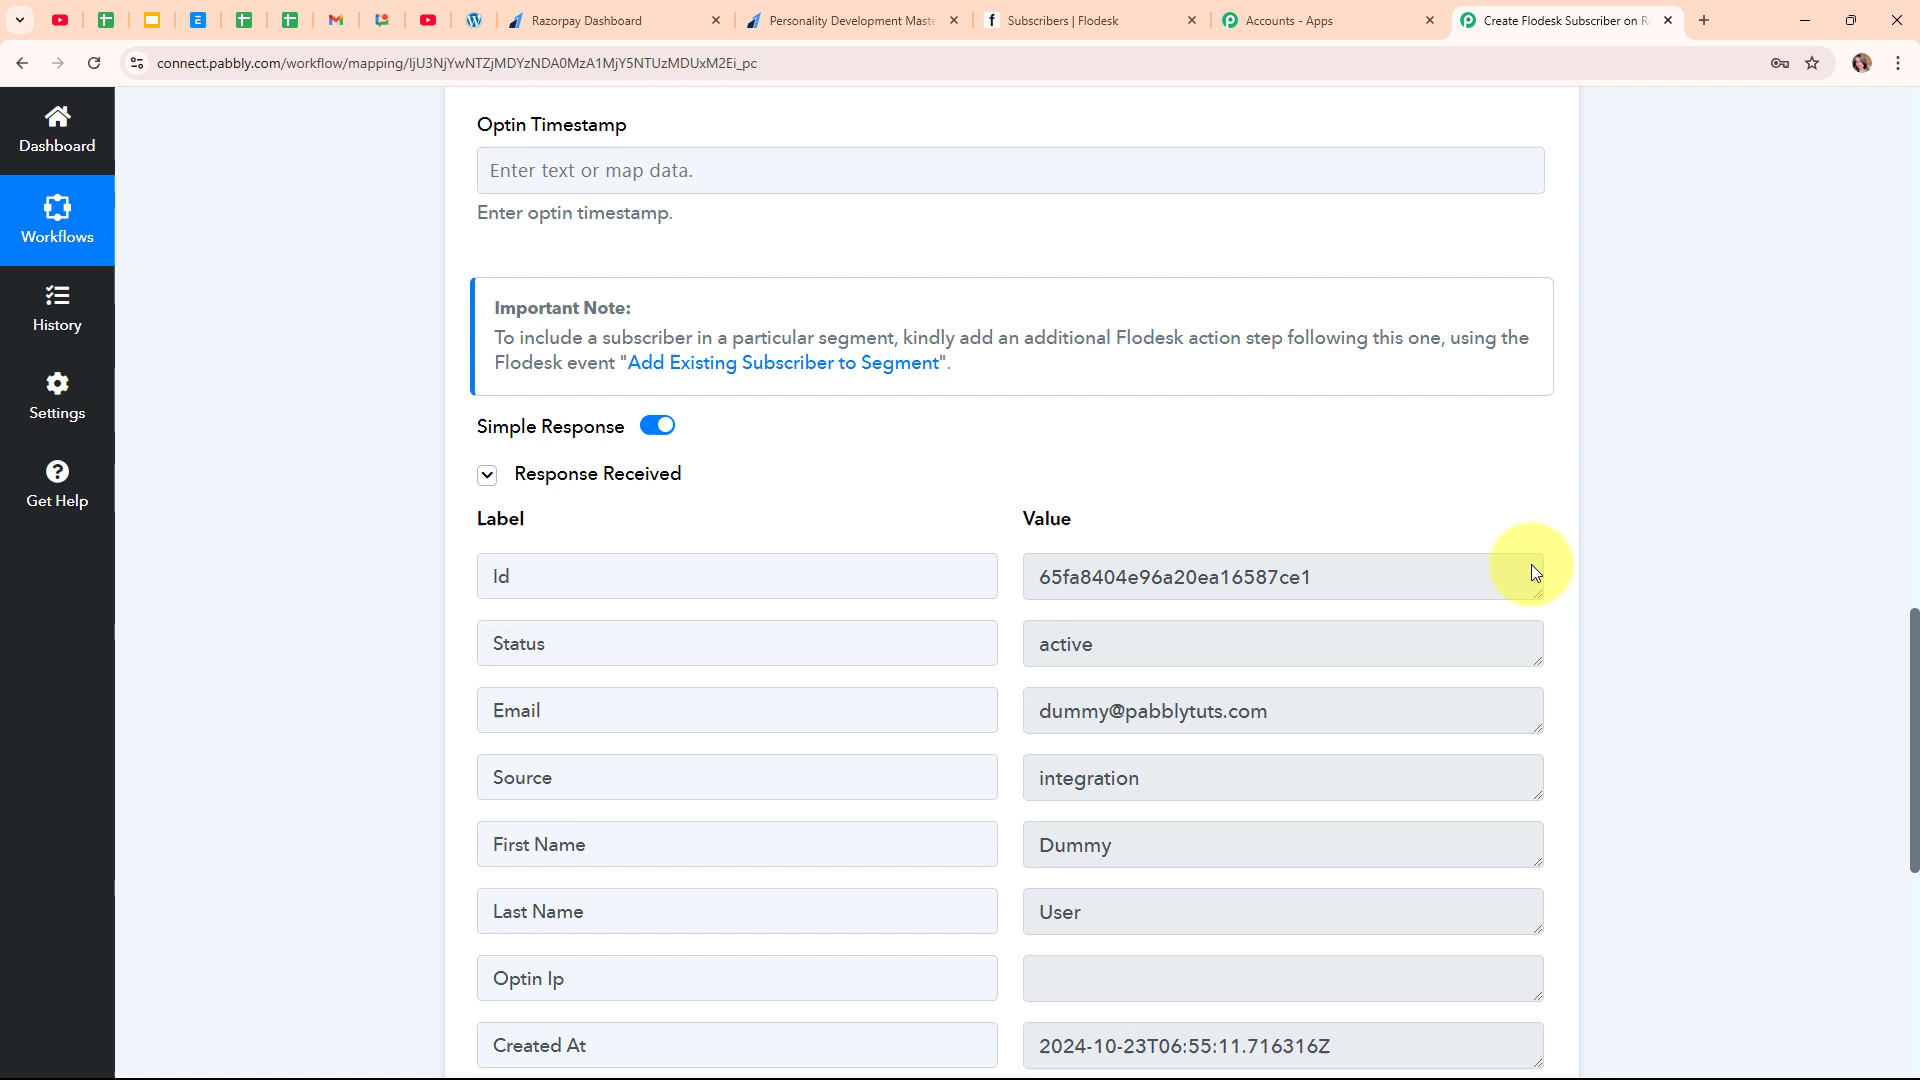 Razorpay Dashboard
Personality Development Maste
Subscribers | Flodesk
Accounts - Apps
Create Flodesk Subscriber on R
connect.pabbly.com/workflow/mapping/IjU3NjYwNTZjMDYzNDA0MzA1MjY5NTUzMDUxM2Ei_pc
Dashboard
Workflows
History
Settings
Get Help
Optin Timestamp
Enter text or map data.
Enter optin timestamp.
Important Note:
To include a subscriber in a particular segment, kindly add an additional Flodesk action step following this one, using the
Flodesk event "Add Existing Subscriber to Segment".
Simple Response
Response Received
Label Value
Id 65fa8404e96a20ea16587ce1
Status active
Email dummy@pabblytuts.com
Source integration
First Name Dummy
Last Name User
Optin Ip
Created At 2024-10-23T06:55:11.716316Z